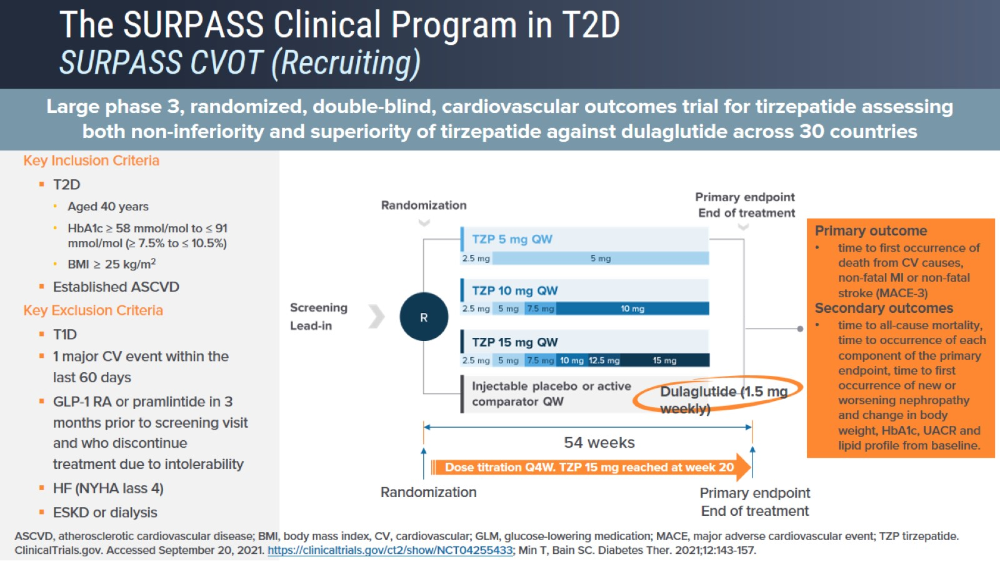 The SURPASS Clinical Program in T2D
SURPASS CVOT (Recruiting)
Large phase 3, randomized, double-blind, cardiovascular outcomes trial for tirzepatide assessing
both non-inferiority and superiority of tirzepatide against dulaglutide across 30 countries
Key Inclusion Criteria
▪ T2D
• Aged 40 years
• HbA1c ≥ 58 mmol/mol to ≤ 91
mmol/mol (≥ 7.5% to ≤ 10.5%)
• BMI ≥ 25 kg/m²
▪ Established ASCVD
Key Exclusion Criteria
▪ T1D
▪ 1 major CV event within the
last 60 days
▪ GLP-1 RA or pramlintide in 3
months prior to screening visit
and who discontinue
treatment due to intolerability
▪ HF (NYHA lass 4)
▪ ESKD or dialysis
Screening
Lead-in
Randomization
R
Primary endpoint
End of treatment
TZP 5 mg QW
2.5 mg 5 mg
TZP 10 mg QW
2.5 mg 5 mg 7.5 mg 10 mg
TZP 15 mg QW
2.5 mg 5 mg 7.5 mg 10 mg 12.5 mg 15 mg
Injectable placebo or active
comparator QW
Dulaglutide (1.5 mg
weekly)
54 weeks
Dose titration Q4W. TZP 15 mg reached at week 20
Randomization
Primary endpoint
End of treatment
Primary outcome
• time to first occurrence of
death from CV causes,
non-fatal MI or non-fatal
stroke (MACE-3)
Secondary outcomes
• time to all-cause mortality,
time to occurrence of each
component of the primary
endpoint, time to first
occurrence of new or
worsening nephropathy
and change in body
weight, HbA1c, UACR and
lipid profile from baseline.
ASCVD, atherosclerotic cardiovascular disease; BMI, body mass index, CV, cardiovascular; GLM, glucose-lowering medication; MACE, major adverse cardiovascular event; TZP tirzepatide.
ClinicalTrials.gov. Accessed September 20, 2021. https://clinicaltrials.gov/ct2/show/NCT04255433; Min T, Bain SC. Diabetes Ther. 2021;12:143-157.